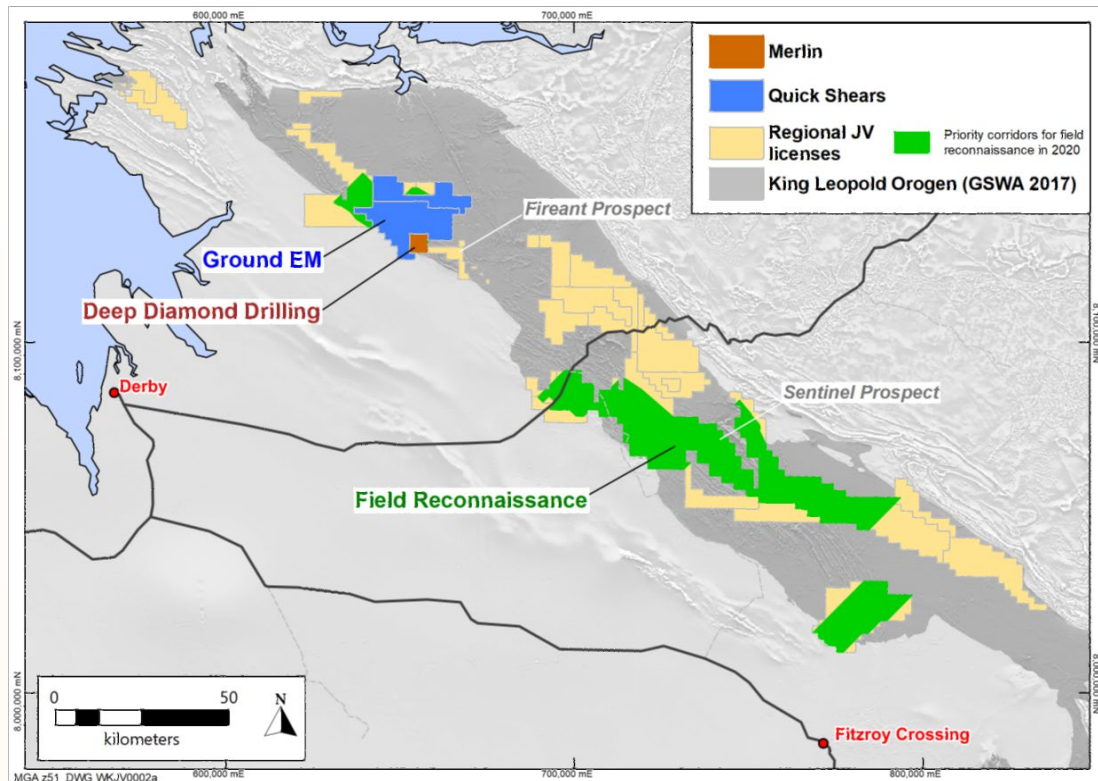 600,000 mE
700,000 mE
Merlin
Quick Shears
Regional JV
licenses
Priority corridors for field
reconnaissance in 2020
King Leopold Orogen (GSWA 2017)
Fireant Prospect
Ground EM
Deep Diamond Drilling
8,100,000 mN
8,100,000 mN
Derby
Sentinel Prospect
Field Reconnaissance
8,000,000 mN
8,000,000 mN
0 50
kilometers
N
Fitzroy Crossing
MGA z51_DWG WKJV0002a
600,000 mE
700,000 mE
800,000 mE